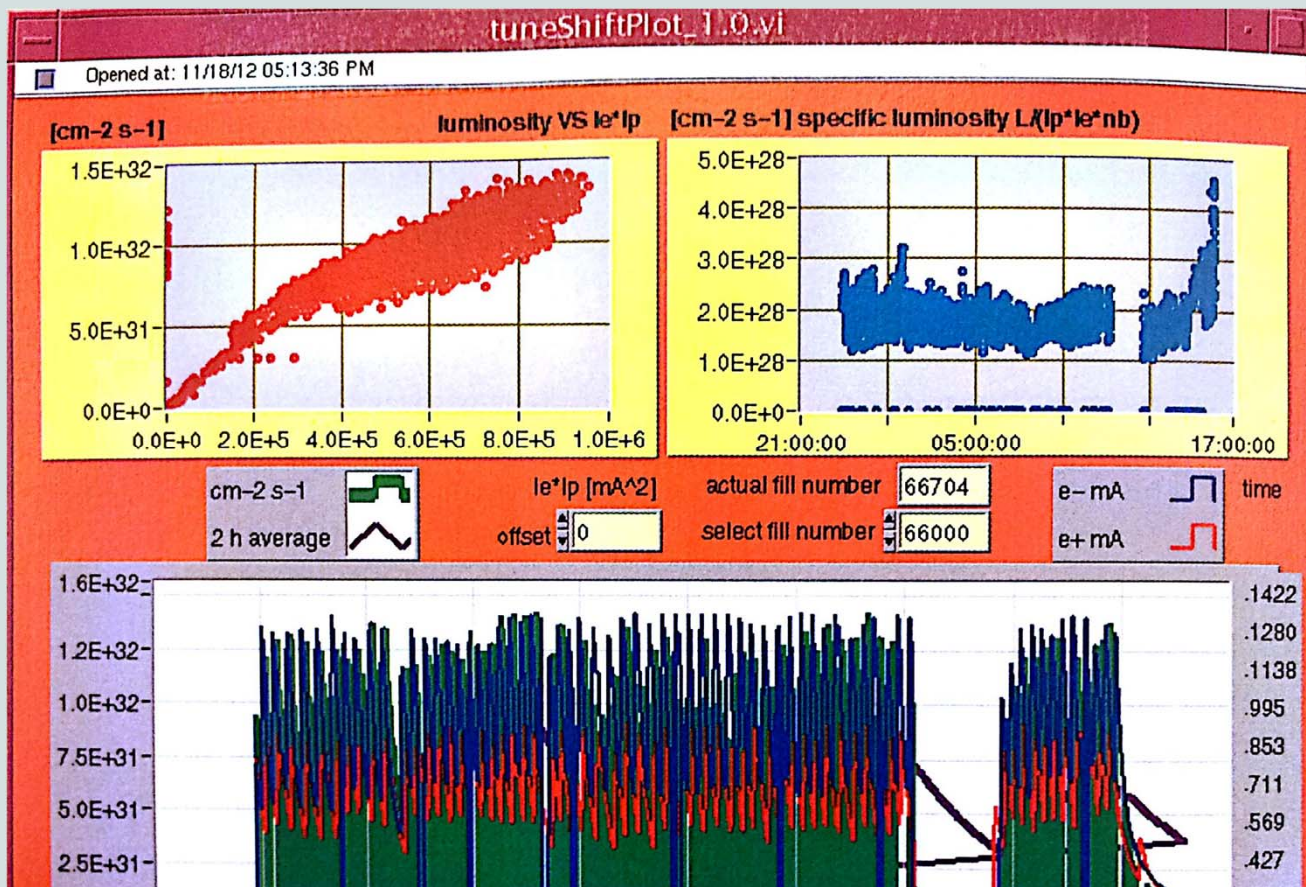 tuneShiftPlot_1.0.vi
Opened at: 11/18/12 05:13:36 PM
[cm-2 s-1]
luminosity VS Ie*Ip
[cm-2 s-1] specific luminosity L/(Ip*Ie*nb)
1.5E+32
1.0E+32
5.0E+31
0.0E+0
0.0E+0 2.0E+5 4.0E+5 6.0E+5 8.0E+5 1.0E+6
5.0E+28
4.0E+28
3.0E+28
2.0E+28
1.0E+28
0.0E+0
21:00:00 05:00:00 17:00:00
cm-2 s-1
2 h average
Ie*Ip [mA^2]
offset 0
actual fill number 66704
select fill number 66000
e- mA
e+ mA
time
1.6E+32
1.2E+32
1.0E+32
7.5E+31
5.0E+31
2.5E+31
.1422
.1280
.1138
.995
.853
.711
.569
.427